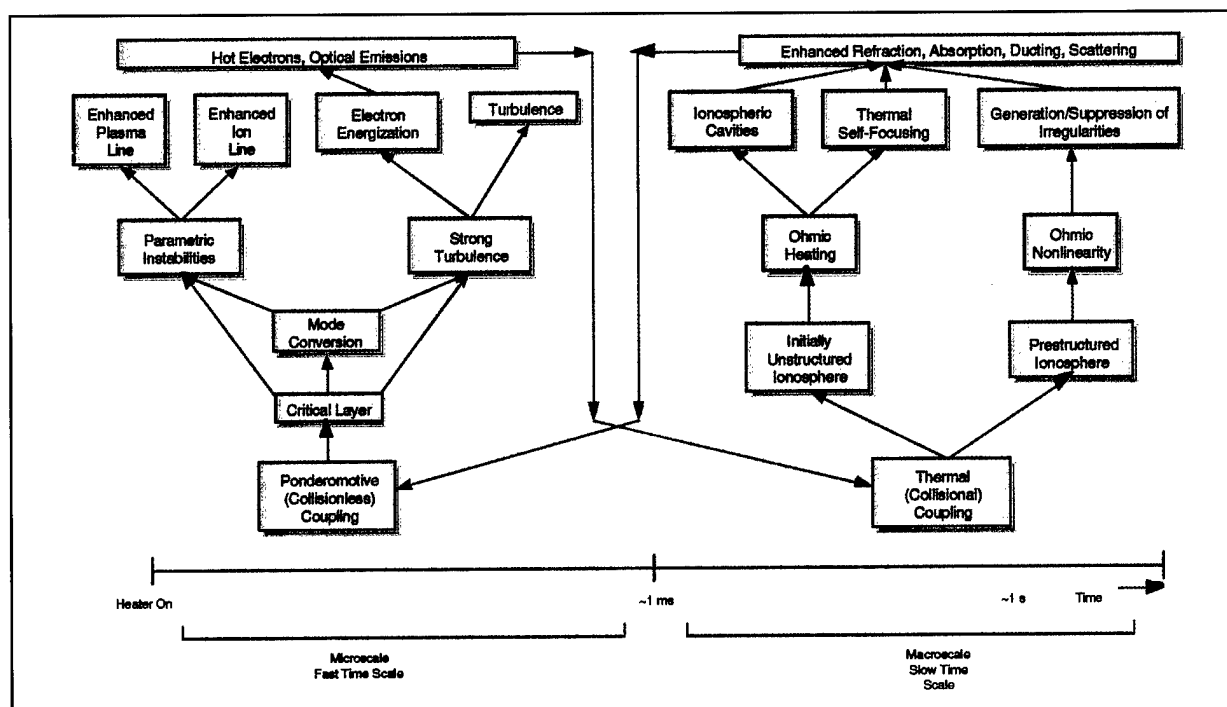 Hot Electrons, Optical Emissions
Enhanced Refraction, Absorption, Ducting, Scattering
Enhanced
Plasma
Line
Enhanced
Ion
Line
Electron
Energization
Turbulence
Ionospheric
Cavities
Thermal
Self-Focusing
Generation/Suppression of
Irregularities
Parametric
Instabilities
Strong
Turbulence
Ohmic
Heating
Ohmic
Nonlinearity
Mode
Conversion
Initially
Unstructured
Ionosphere
Prestructured
Ionosphere
Critical Layer
Ponderomotive
(Collisionless)
Coupling
Thermal
(Collisional)
Coupling
Heater On
~1 ms
~1 s
Time
Microscale
Fast Time Scale
Macroscale
Slow Time
Scale